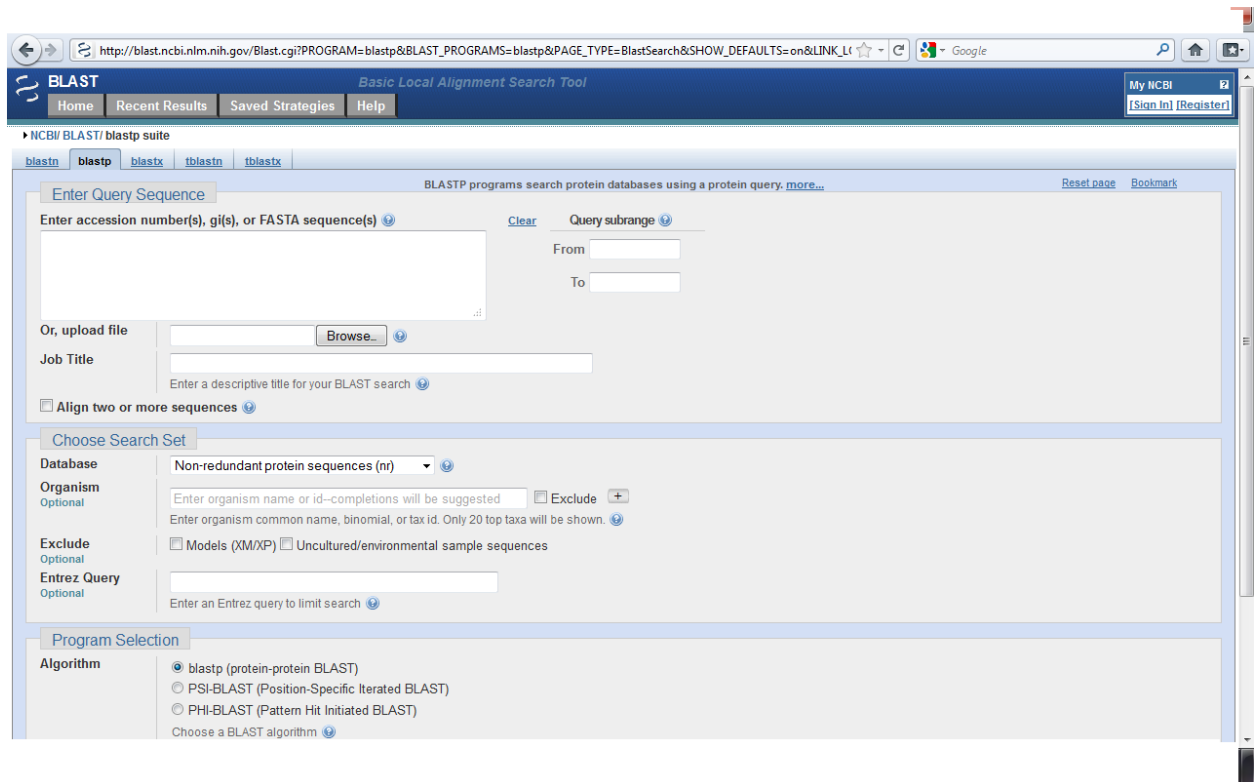 http://blast.ncbi.nlm.nih.gov/Blast.cgi?PROGRAM=blastp&BLAST_PROGRAMS=blastp&PAGE_TYPE=BlastSearch&SHOW_DEFAULTS=on&LINK_L Google
BLAST Basic Local Alignment Search Tool My NCBI ?
Home Recent Results Saved Strategies Help [Sign In] [Register]
NCBI/ BLAST/ blastp suite
blastn blastp blastx tblastn tblastx
BLASTP programs search protein databases using a protein query. more... Reset page Bookmark
Enter Query Sequence
Enter accession number(s), gi(s), or FASTA sequence(s) Clear Query subrange
From
To
Or, upload file Browse...
Job Title
Enter a descriptive title for your BLAST search
Align two or more sequences
Choose Search Set
Database Non-redundant protein sequences (nr)
Organism
Optional
Enter organism name or id--completions will be suggested Exclude +
Enter organism common name, binomial, or tax id. Only 20 top taxa will be shown.
Exclude Models (XM/XP) Uncultured/environmental sample sequences
Optional
Entrez Query
Optional
Enter an Entrez query to limit search
Program Selection
Algorithm blastp (protein-protein BLAST)
PSI-BLAST (Position-Specific Iterated BLAST)
PHI-BLAST (Pattern Hit Initiated BLAST)
Choose a BLAST algorithm